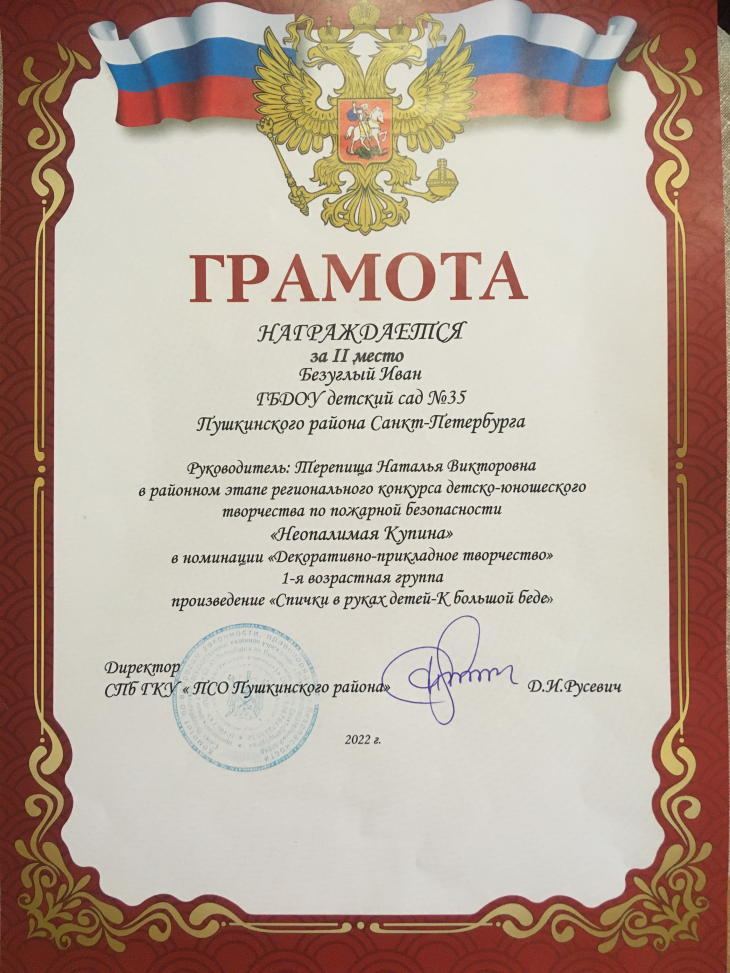 ГРАМОТА
НАГРАЖДАЕТСЯ
за II место
Безуглый Иван
ГБДОУ детский сад №35
Пушкинского района Санкт-Петербурга
Руководитель: Терепища Наталья Викторовна
в районном этапе регионального конкурса детско-юношеского
творчества по пожарной безопасности
«Неопалимая Купина»
в номинации «Декоративно-прикладное творчество»
1-я возрастная группа
произведение «Спички в руках детей-К большой беде»
Директор
СПБ ГКУ « ПСО Пушкинского района»
Д.И.Русевич
2022 г.